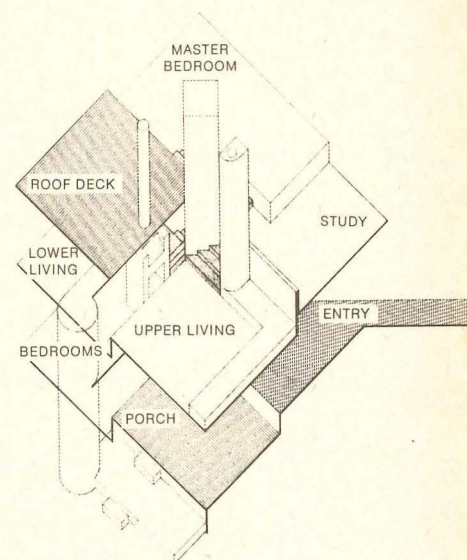 MASTER
BEDROOM
ROOF DECK
STUDY
LOWER
LIVING
ENTRY
UPPER LIVING
BEDROOMS
PORCH